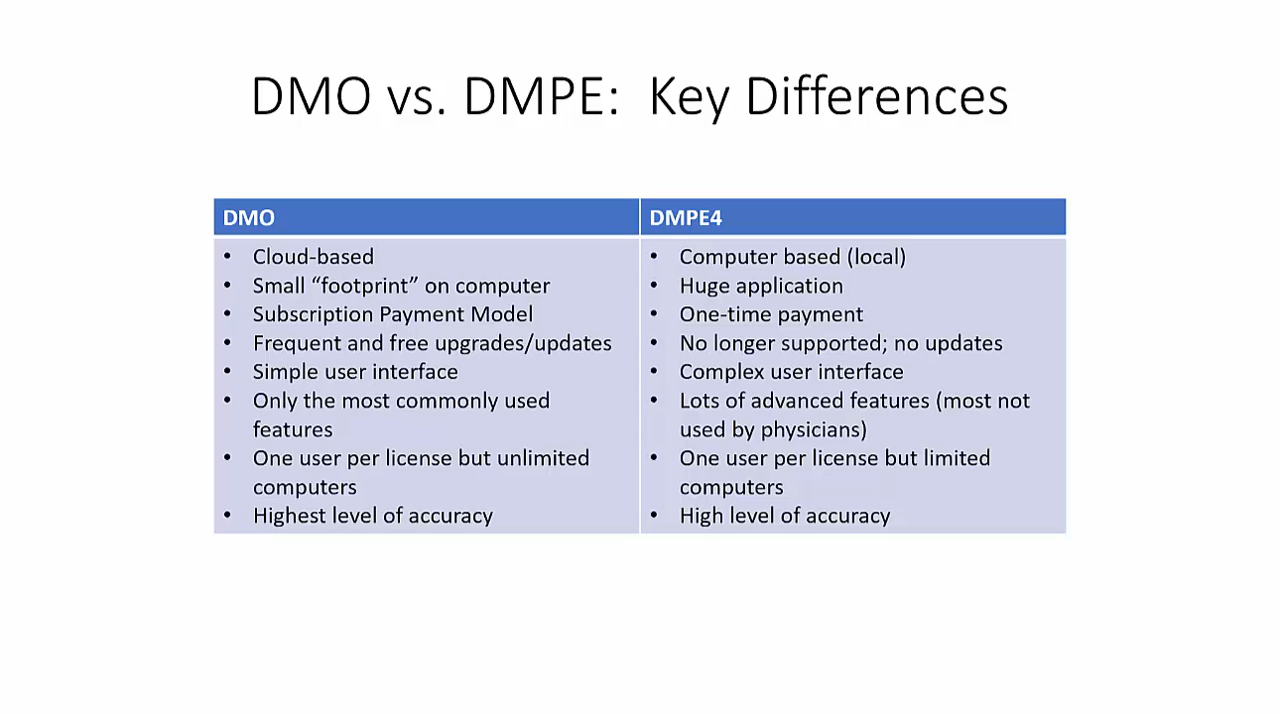 DMO vs. DMPE: Key Differences
DMO
• Cloud-based
• Small “footprint” on computer
• Subscription Payment Model
• Frequent and free upgrades/updates
• Simple user interface
• Only the most commonly used
features
• One user per license but unlimited
computers
• Highest level of accuracy
DMPE4
• Computer based (local)
• Huge application
• One-time payment
• No longer supported; no updates
• Complex user interface
• Lots of advanced features (most not
used by physicians)
• One user per license but limited
computers
• High level of accuracy